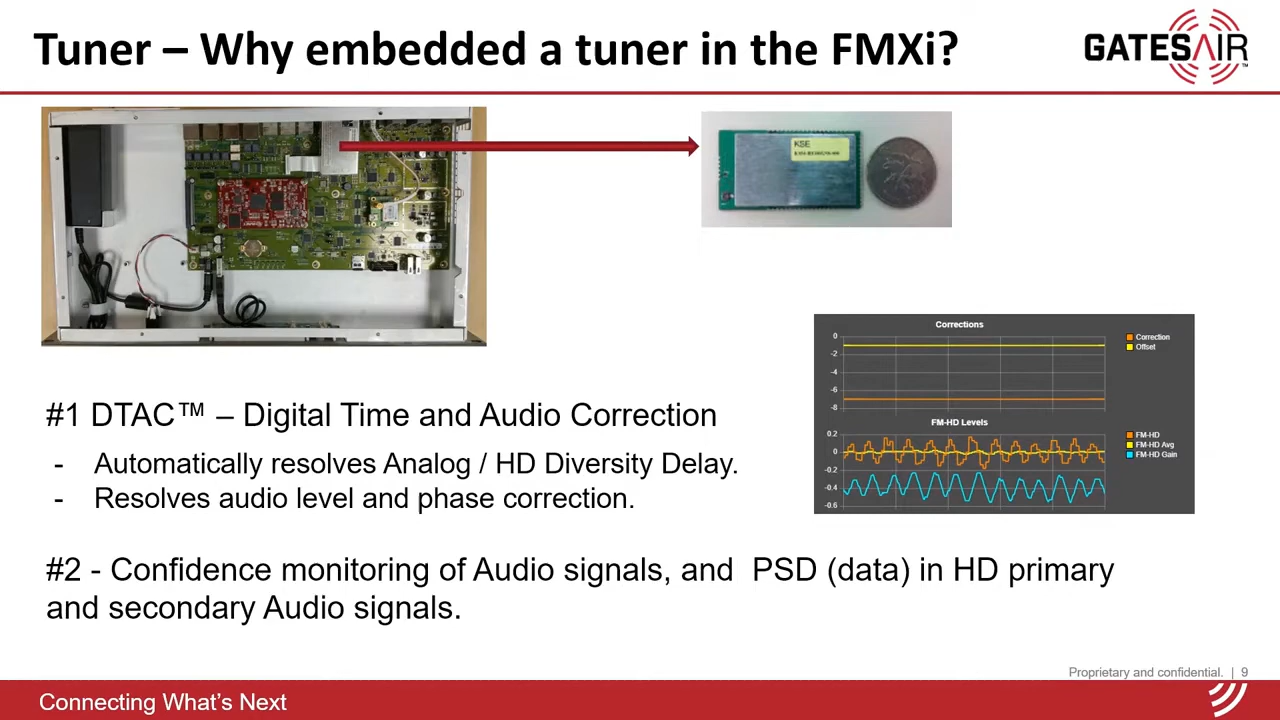 Tuner – Why embedded a tuner in the FMXi?
GATESAIR™
KSE
Corrections
0
-2
-4
-6
-8
Correction
Offset
FM-HD Levels
0.2
0
-0.2
-0.4
-0.6
FM-HD
FM-HD Avg
FM-HD Gain
#1 DTAC™ – Digital Time and Audio Correction
- Automatically resolves Analog / HD Diversity Delay.
- Resolves audio level and phase correction.
#2 - Confidence monitoring of Audio signals, and PSD (data) in HD primary
and secondary Audio signals.
Proprietary and confidential. | 9
Connecting What's Next